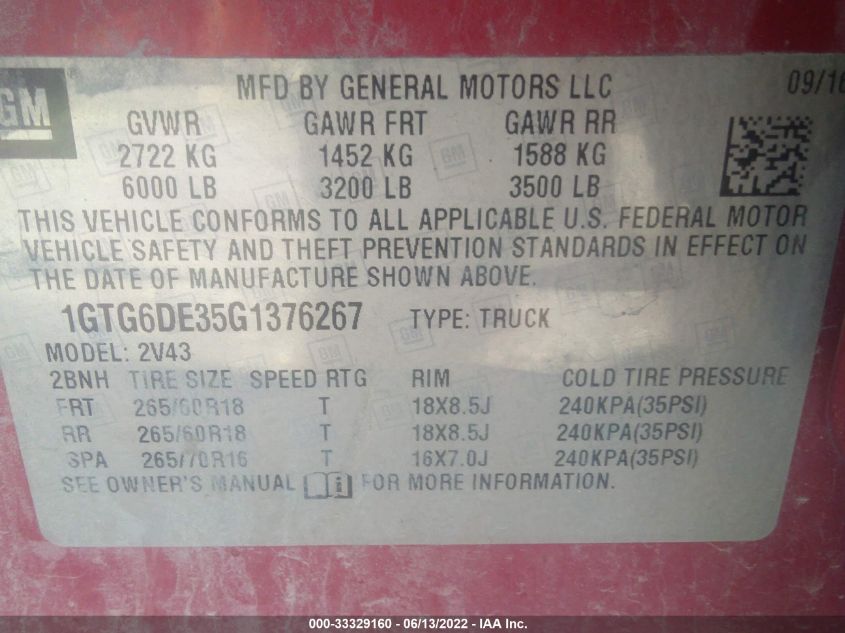 GM
MFD BY GENERAL MOTORS LLC 09/16
GVWR GAWR FRT GAWR RR
2722 KG 1452 KG 1588 KG
6000 LB 3200 LB 3500 LB
THIS VEHICLE CONFORMS TO ALL APPLICABLE U.S. FEDERAL MOTOR
VEHICLE SAFETY AND THEFT PREVENTION STANDARDS IN EFFECT ON
THE DATE OF MANUFACTURE SHOWN ABOVE.
1GTG6DE35G1376267 TYPE: TRUCK
MODEL: 2V43
2BNH TIRE SIZE SPEED RTG RIM COLD TIRE PRESSURE
FRT 265/60R18 T 18X8.5J 240KPA(35PSI)
RR 265/60R18 T 18X8.5J 240KPA(35PSI)
SPA 265/70R16 T 16X7.0J 240KPA(35PSI)
SEE OWNER'S MANUAL i FOR MORE INFORMATION.
000-33329160 - 06/13/2022 - IAA Inc.